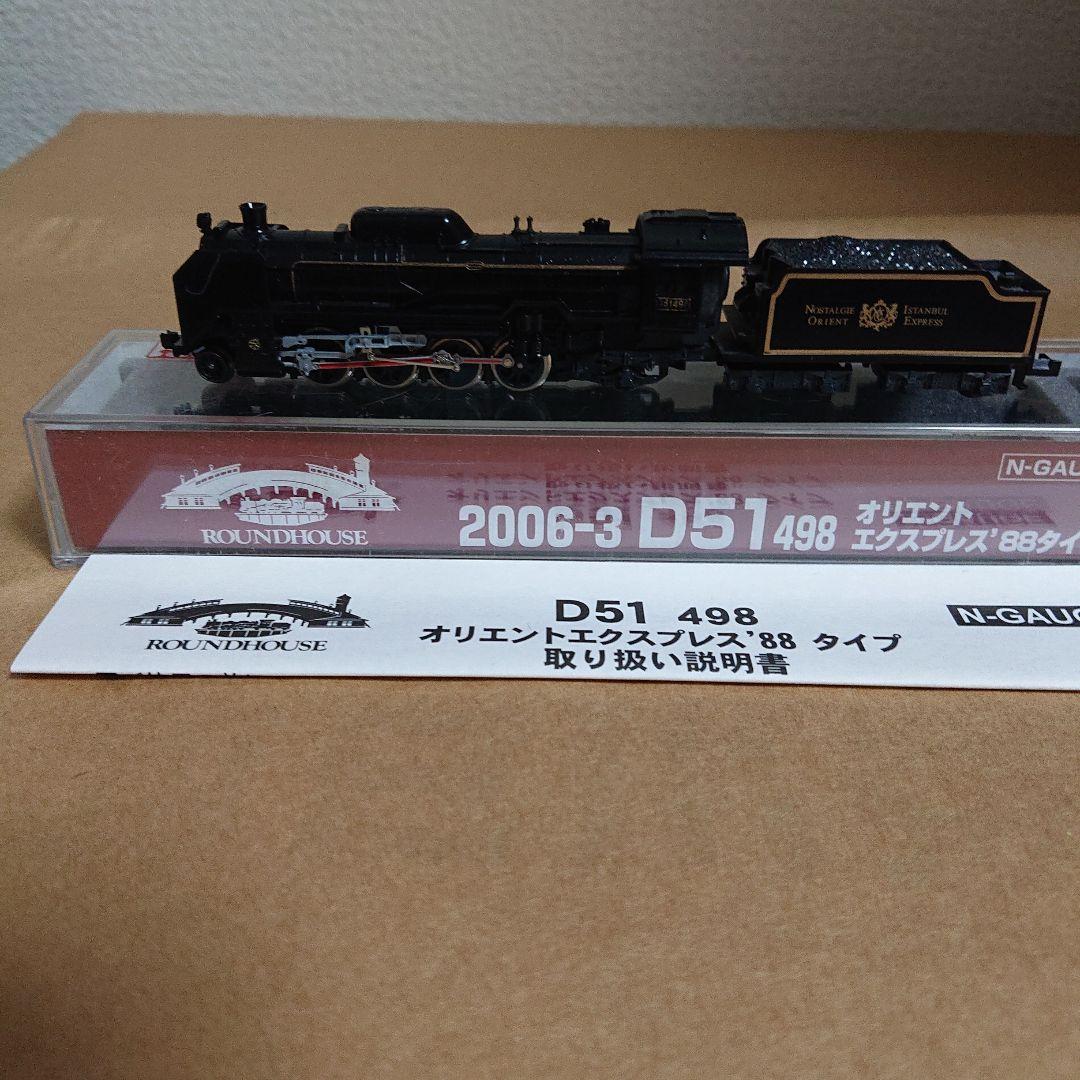 D51498
NOSTALGIE ISTANBUL
ORIENT EXPRESS
N-GAU
ROUNDHOUSE
2006-3 D51 498 オリエント
エクスプレス'88タイ
ROUNDHOUSE
D51 498
オリエントエクスプレス'88 タイプ
取り扱い説明書
N-GAUG